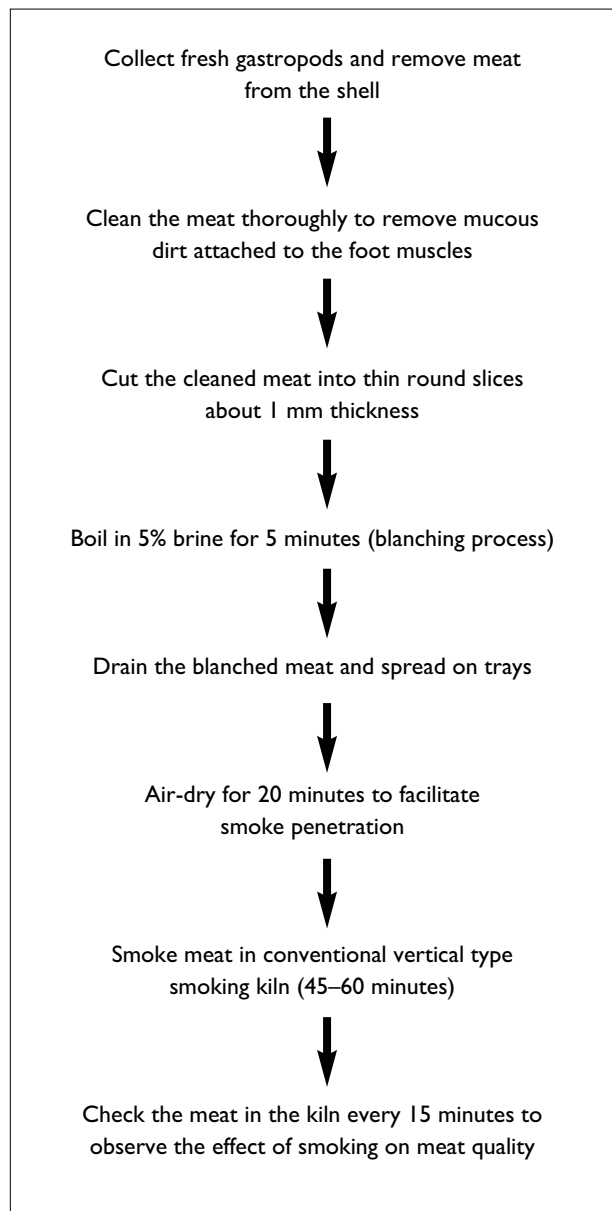 Collect fresh gastropods and remove meat
from the shell
Clean the meat thoroughly to remove mucous
dirt attached to the foot muscles
Cut the cleaned meat into thin round slices
about 1 mm thickness
Boil in 5% brine for 5 minutes (blanching process)
Drain the blanched meat and spread on trays
Air-dry for 20 minutes to facilitate
smoke penetration
Smoke meat in conventional vertical type
smoking kiln (45–60 minutes)
Check the meat in the kiln every 15 minutes to
observe the effect of smoking on meat quality